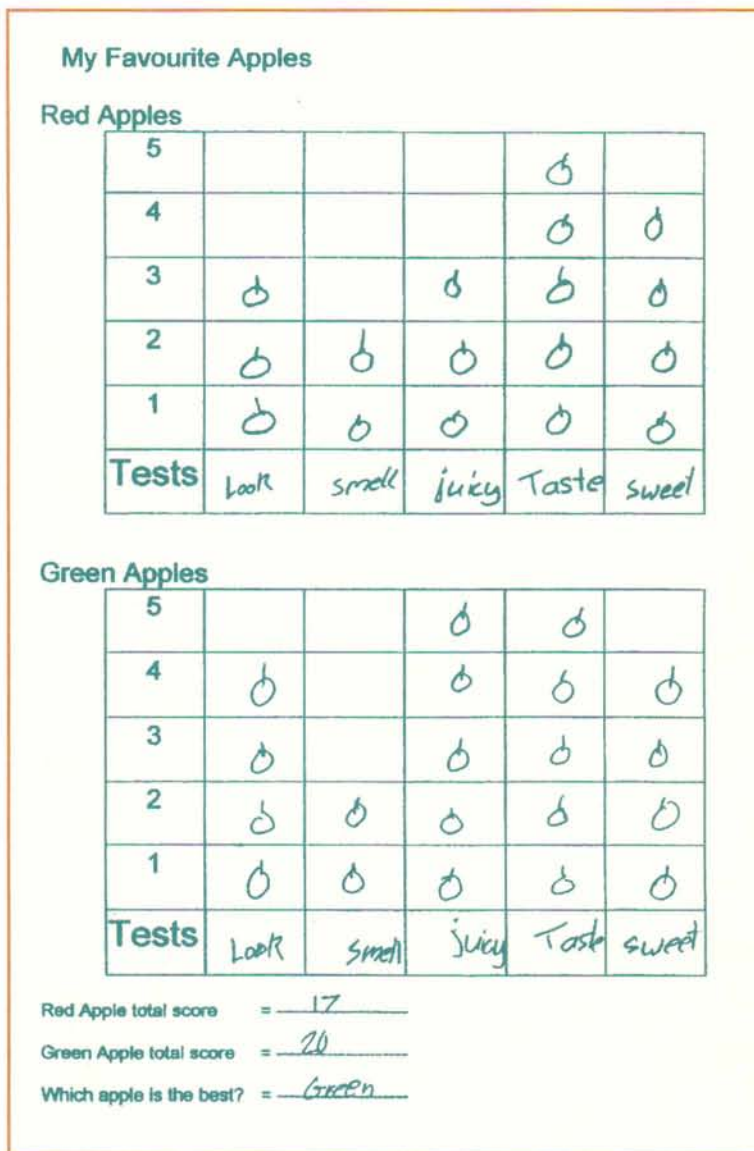 My Favourite Apples
Red Apples
5
4
3
2
1
Tests Look smell juicy Taste sweet
Green Apples
5
4
3
2
1
Tests Look smell juicy Taste sweet
Red Apple total score = 17
Green Apple total score = 20
Which apple is the best? = Green